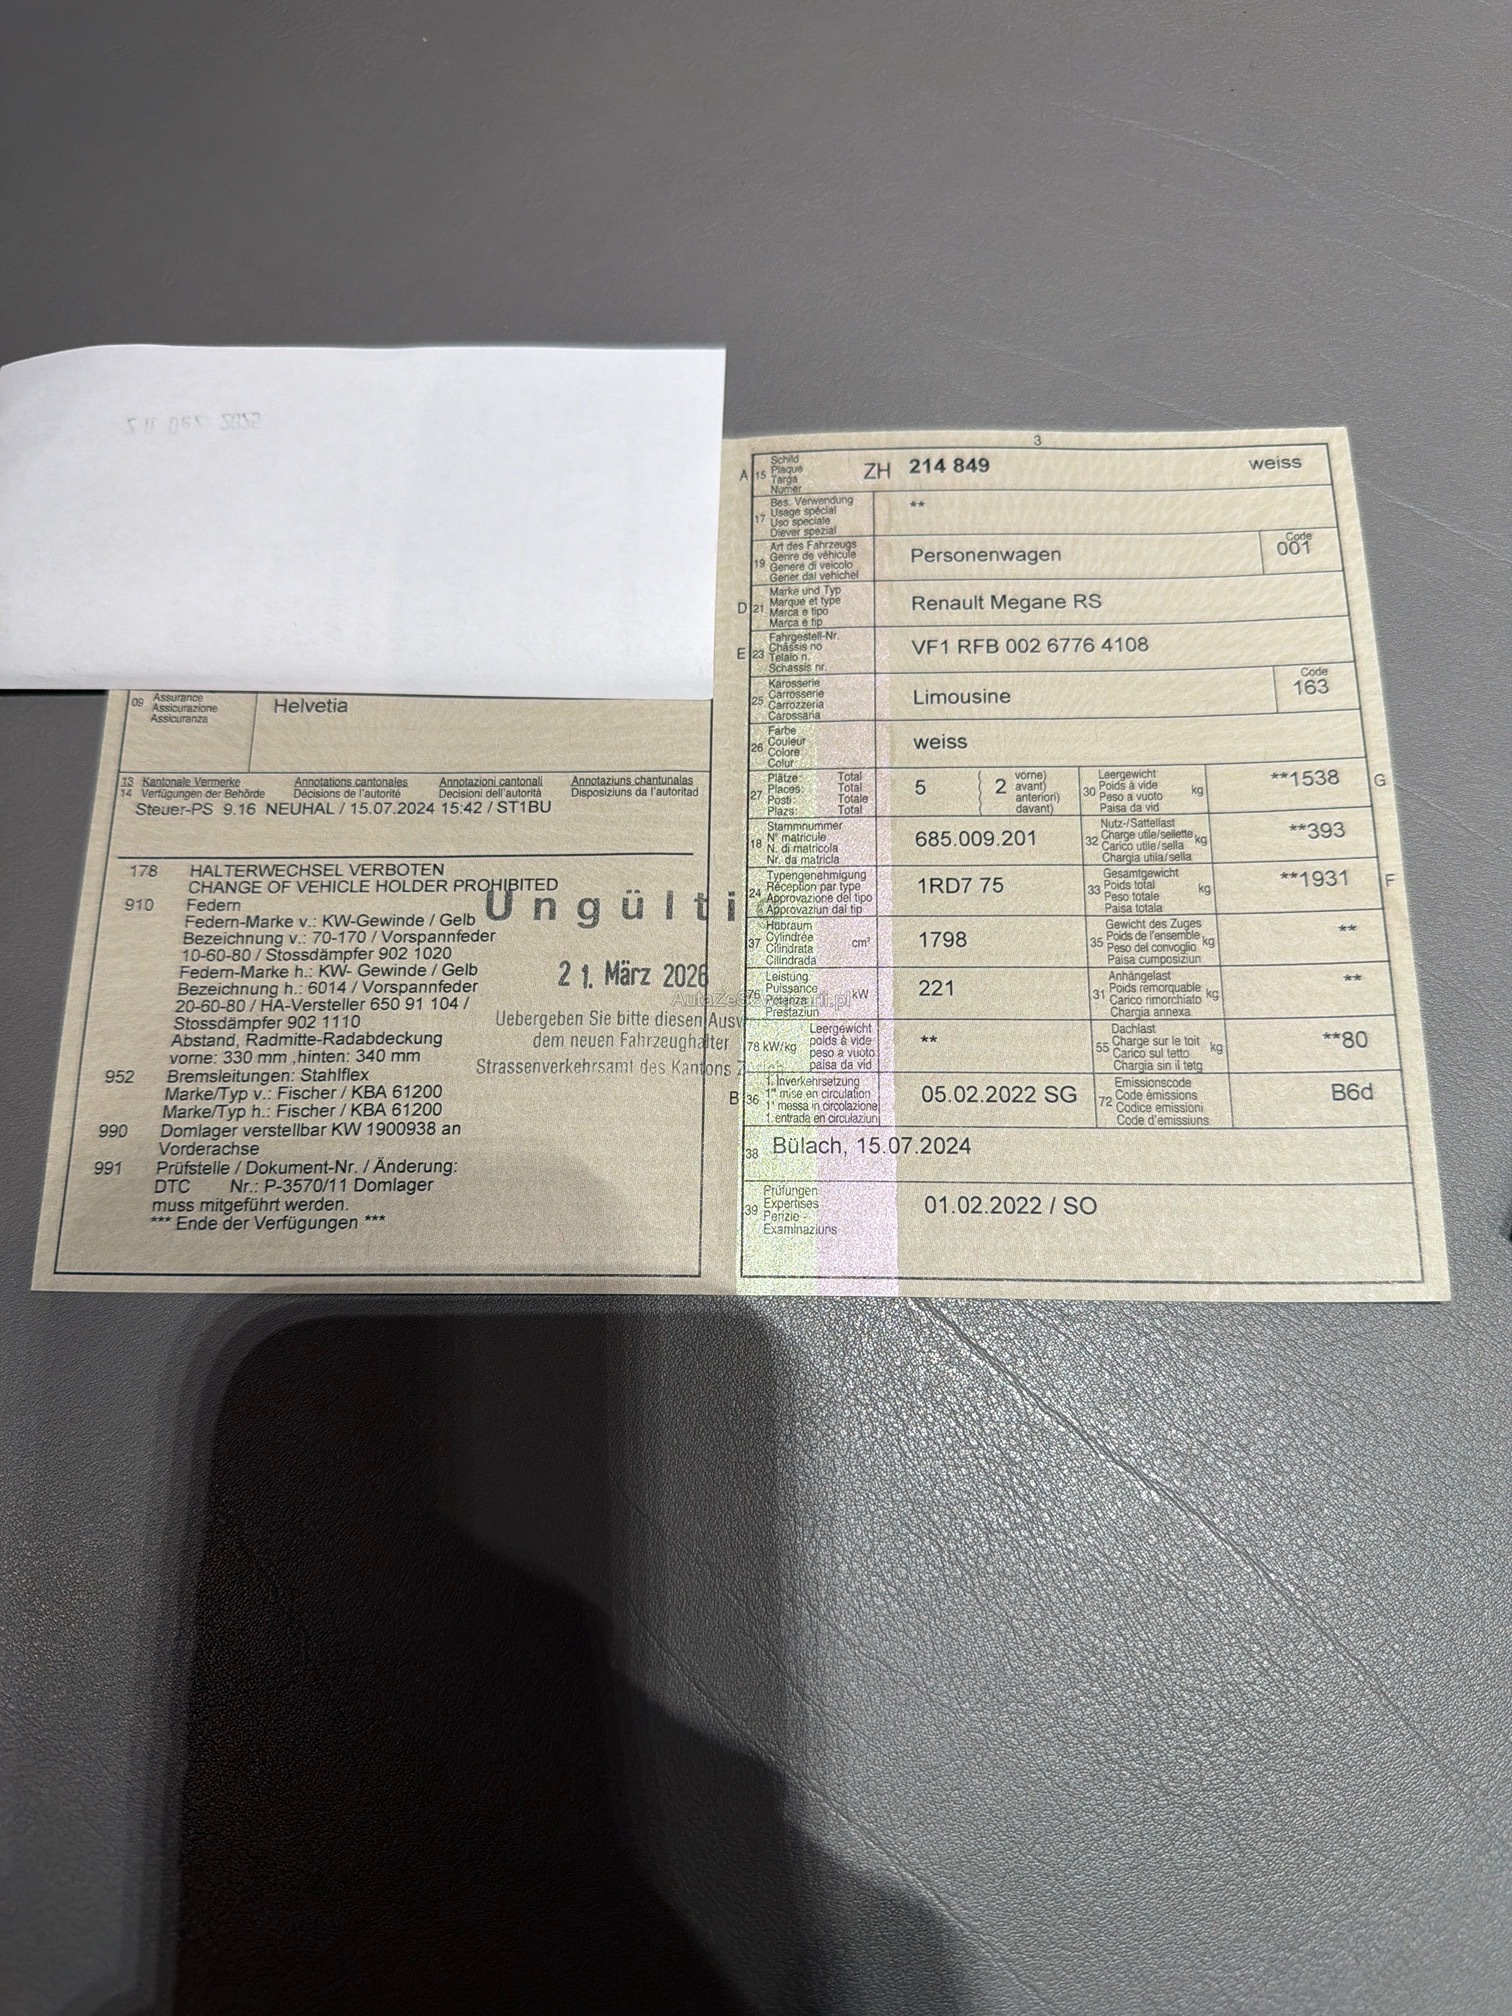 3
A 15 Schild Plaque Targa Numer ZH 214 849 weiss
17 Bes. Verwendung Usage spécial Uso speciale Diever spezial **
19 Art des Fahrzeugs Genre de véhicule Genere di veicolo Gener dal vehichel Personenwagen Code 001
D 21 Marke und Typ Marque et type Marca e tipo Marca e tip Renault Megane RS
E 23 Fahrgestell-Nr. Châssis no Telaio n. Schassis nr. VF1 RFB 002 6776 4108
25 Karosserie Carrosserie Carrozzeria Carossaria Limousine Code 163
26 Farbe Couleur Colore Colur weiss
27 Plätze: Places: Posti: Plazs: Total Total Totale Total 5 ( 2 vorne) avant) anteriori) davant) 30 Leergewicht Poids à vide Peso a vuoto Paisa da vid kg **1538 G
18 Stammnummer N° matricule N. di matricola Nr. da matricla 685.009.201 32 Nutz-/Sattellast Charge utile/sellette Carico utile/sella Chargia utila/sella kg **393
24 Typengenehmigung Réception par type Approvazione del tipo Approvaziun dal tip 1RD7 75 33 Gesamtgewicht Poids total Peso totale Paisa totala kg **1931 F
37 Hubraum Cylindrée Cilindrata Cilindrada cm³ 1798 35 Gewicht des Zuges Poids de l'ensemble Peso del convoglio Paisa cumposiziun kg **
76 Leistung Puissance Potenza Prestaziun kW 221 31 Anhängelast Poids remorquable Carico rimorchiato Chargia annexa kg **
78 kW/kg Leergewicht poids à vide peso a vuoto paisa da vid ** 55 Dachlast Charge sur le toit Carico sul tetto Chargia sin il tetg kg **80
B 36 1. Inverkehrsetzung 1re mise en circulation 1a messa in circolazione 1. entrada en circulaziun 05.02.2022 SG 72 Emissionscode Code émissions Codice emissioni Code d'emissiuns B6d
38 Bülach, 15.07.2024
39 Prüfungen Expertises Perizie Examinaziuns 01.02.2022 / SO
09 Assurance Assicurazione Assicuranza Helvetia
13 Kantonale Vermerke Annotations cantonales Annotazioni cantonali Annotaziuns chantunalas
14 Verfügungen der Behörde Décisions de l'autorité Decisioni dell'autorità Disposiziuns da l'autoritad
Steuer-PS 9.16 NEUHAL / 15.07.2024 15:42 / ST1BU
178 HALTERWECHSEL VERBOTEN
CHANGE OF VEHICLE HOLDER PROHIBITED
910 Federn
Federn-Marke v.: KW-Gewinde / Gelb
Bezeichnung v.: 70-170 / Vorspannfeder
10-60-80 / Stossdämpfer 902 1020
Federn-Marke h.: KW- Gewinde / Gelb
Bezeichnung h.: 6014 / Vorspannfeder
20-60-80 / HA-Versteller 650 91 104 /
Stossdämpfer 902 1110
Abstand, Radmitte-Radabdeckung
vorne: 330 mm ,hinten: 340 mm
952 Bremsleitungen: Stahlflex
Marke/Typ v.: Fischer / KBA 61200
Marke/Typ h.: Fischer / KBA 61200
990 Domlager verstellbar KW 1900938 an
Vorderachse
991 Prüfstelle / Dokument-Nr. / Änderung:
DTC Nr.: P-3570/11 Domlager
muss mitgeführt werden.
*** Ende der Verfügungen ***
Ungülti
21. März 2026
Uebergeben Sie bitte diesen Ausw
dem neuen Fahrzeughalter
Strassenverkehrsamt des Kantons Zürich